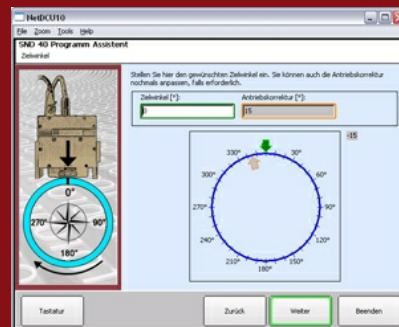 NetDCU10
File Zoom Tools Help
SND 40 Programm Assistent
Zielwinkel
Stellen Sie hier den gewünschten Zielwinkel ein. Sie können auch die Antriebskorrektur
nochmals anpassen, falls erforderlich.
Zielwinkel [°]: Antriebskorrektur [°]:
0 15
-15
0°
270° 90°
180°
330° 30°
300° 60°
270° 90°
240° 120°
210° 180° 150°
Tastatur Zurück Weiter Beenden